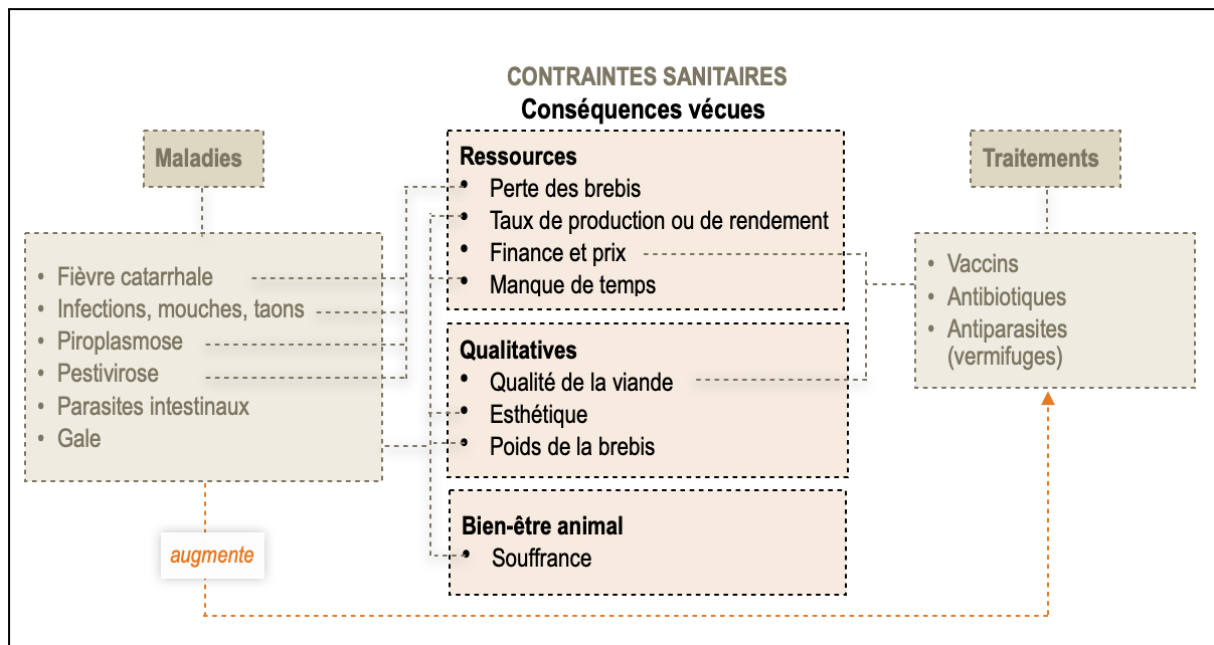 CONTRAINTES SANITAIRES
Conséquences vécues
Maladies
• Fièvre catarrhale
• Infections, mouches, taons
• Piroplasmose
• Pestivirose
• Parasites intestinaux
• Gale
augmente
Ressources
• Perte des brebis
• Taux de production ou de rendement
• Finance et prix
• Manque de temps
Qualitatives
• Qualité de la viande
• Esthétique
• Poids de la brebis
Bien-être animal
• Souffrance
Traitements
• Vaccins
• Antibiotiques
• Antiparasites
(vermifuges)